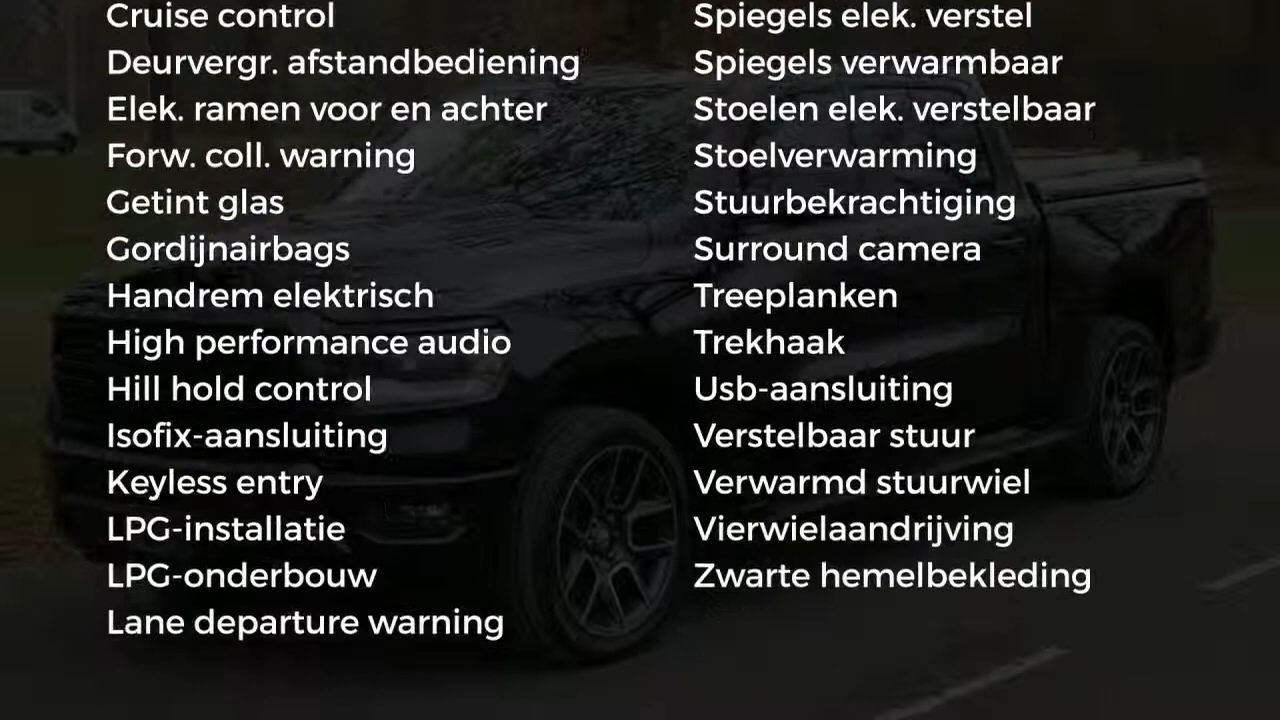 Cruise control
Deurvergr. afstandbediening
Elek. ramen voor en achter
Forw. coll. warning
Getint glas
Gordijnairbags
Handrem elektrisch
High performance audio
Hill hold control
Isofix-aansluiting
Keyless entry
LPG-installatie
LPG-onderbouw
Lane departure warning
Spiegels elek. verstel
Spiegels verwarmbaar
Stoelen elek. verstelbaar
Stoelverwarming
Stuurbekrachtiging
Surround camera
Treeplanken
Trekhaak
Usb-aansluiting
Verstelbaar stuur
Verwarmd stuurwiel
Vierwielaandrijving
Zwarte hemelbekleding